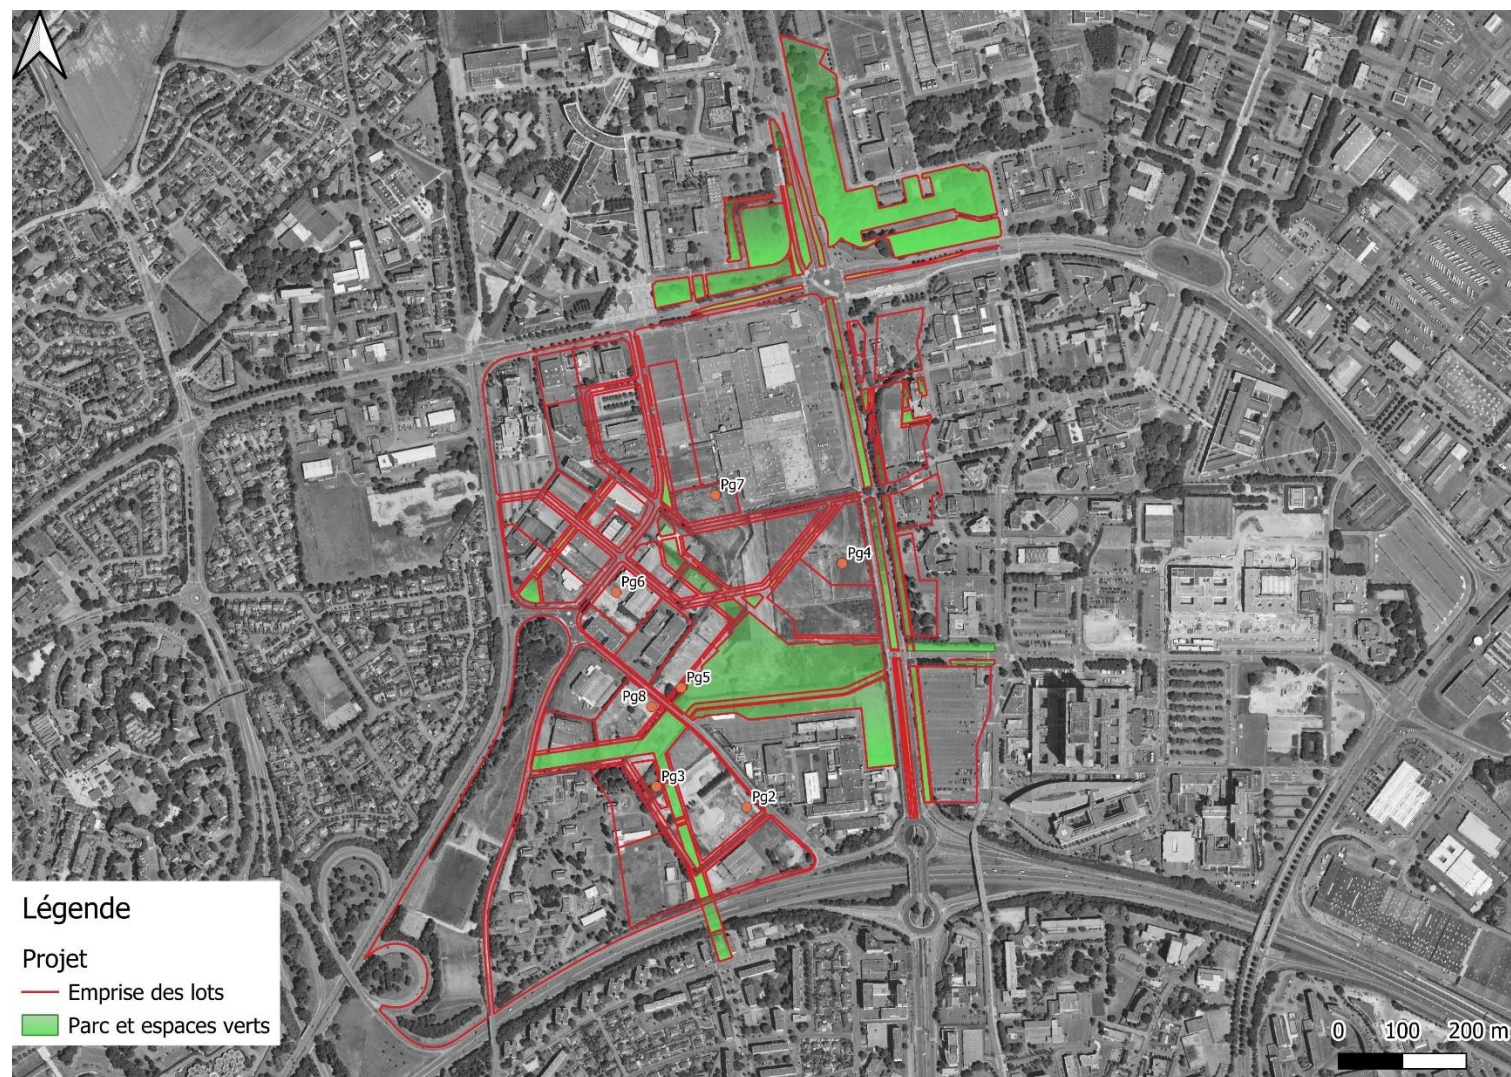 Pg7
Pg4
Pg6
Pg5
Pg8
Pg3
Pg2
Légende
Projet
Emprise des lots
Parc et espaces verts
0 100 200 m